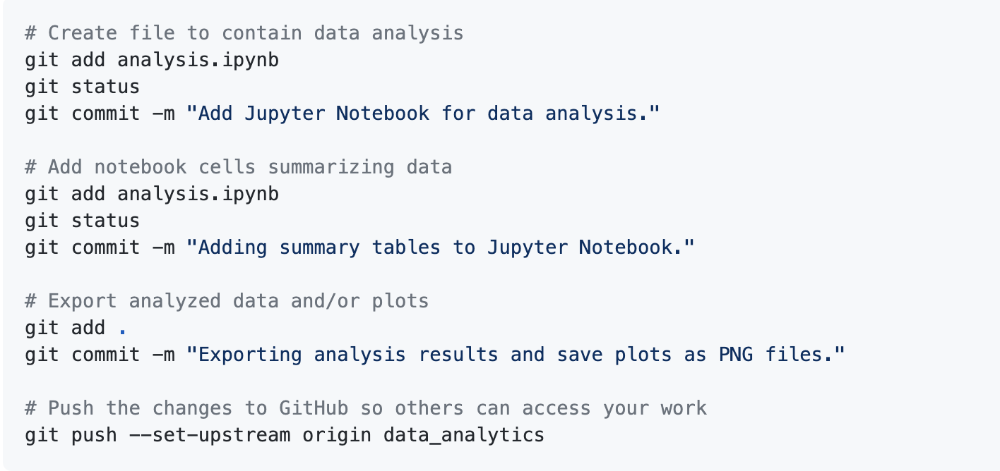 # Create file to contain data analysis
git add analysis.ipynb
git status
git commit -m "Add Jupyter Notebook for data analysis."

# Add notebook cells summarizing data
git add analysis.ipynb
git status
git commit -m "Adding summary tables to Jupyter Notebook."

# Export analyzed data and/or plots
git add .
git commit -m "Exporting analysis results and save plots as PNG files."

# Push the changes to GitHub so others can access your work
git push --set-upstream origin data_analytics